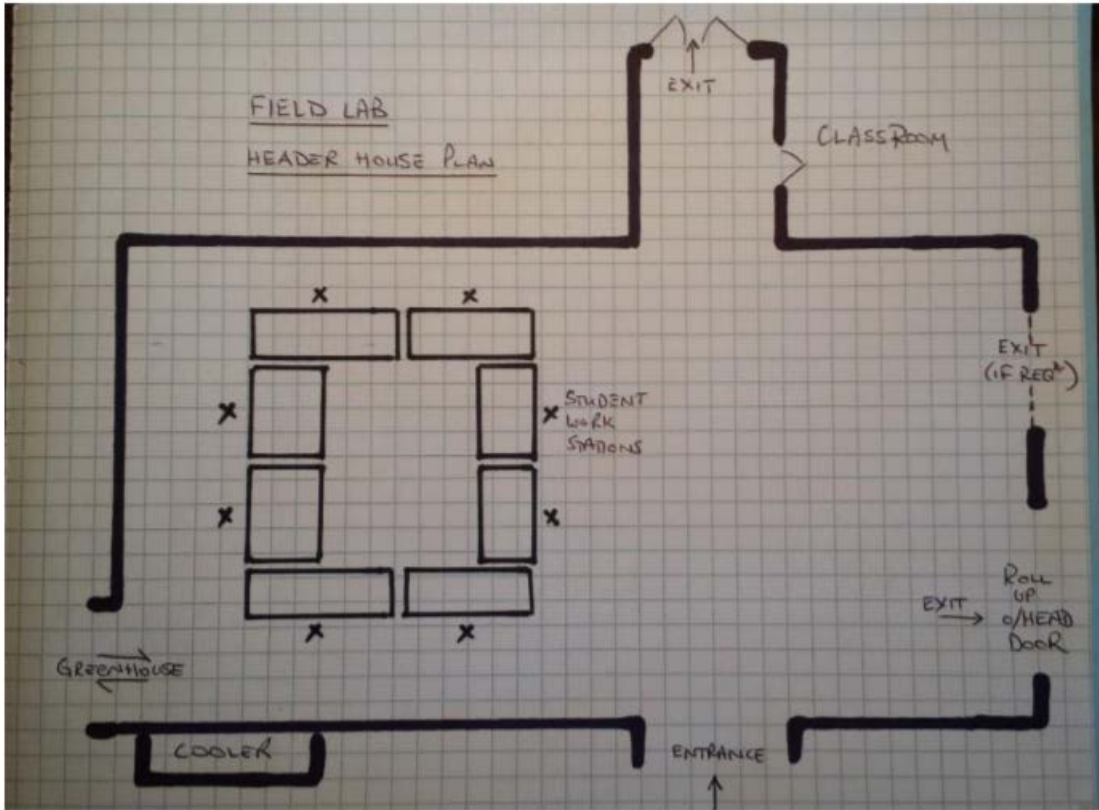 EXIT
FIELD LAB
HEADER HOUSE PLAN
CLASSROOM
EXIT
(IF REQD)
STUDENT
WORK
STATIONS
ROLL
UP
O/HEAD
DOOR
EXIT
GREENHOUSE
COOLER
ENTRANCE